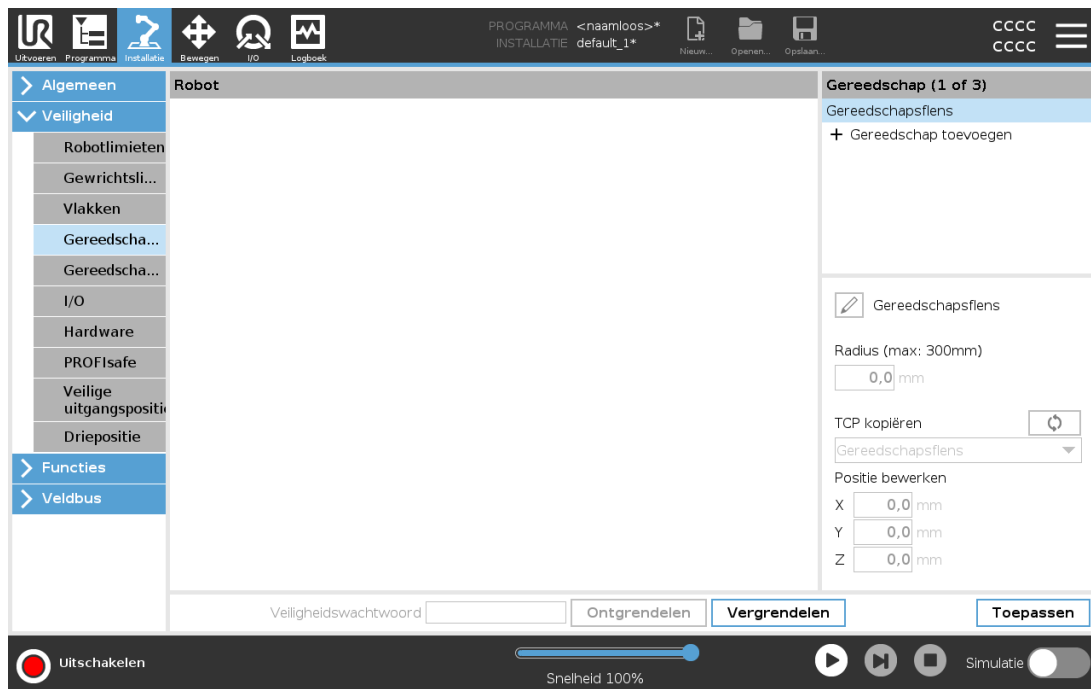 PROGRAMMA <naamloos>*
INSTALLATIE default_1*
Uitvoeren Programma Installatie Bewegen I/O Logboek
Nieuw... Openen... Opslaan...
CCCC
CCCC
Algemeen
Veiligheid
Robotlimieten
Gewrichtsli...
Vlakken
Gereedscha...
Gereedscha...
I/O
Hardware
PROFIsafe
Veilige
uitgangspositi
Driepositie
Functies
Veldbus
Robot
Gereedschap (1 of 3)
Gereedschapsflens
+ Gereedschap toevoegen
Gereedschapsflens
Radius (max: 300mm)
0,0 mm
TCP kopiëren
Gereedschapsflens
Positie bewerken
X 0,0 mm
Y 0,0 mm
Z 0,0 mm
Veiligheidswachtwoord Ontgrendelen Vergrendelen Toepassen
Uitschakelen
Snelheid 100%
Simulatie